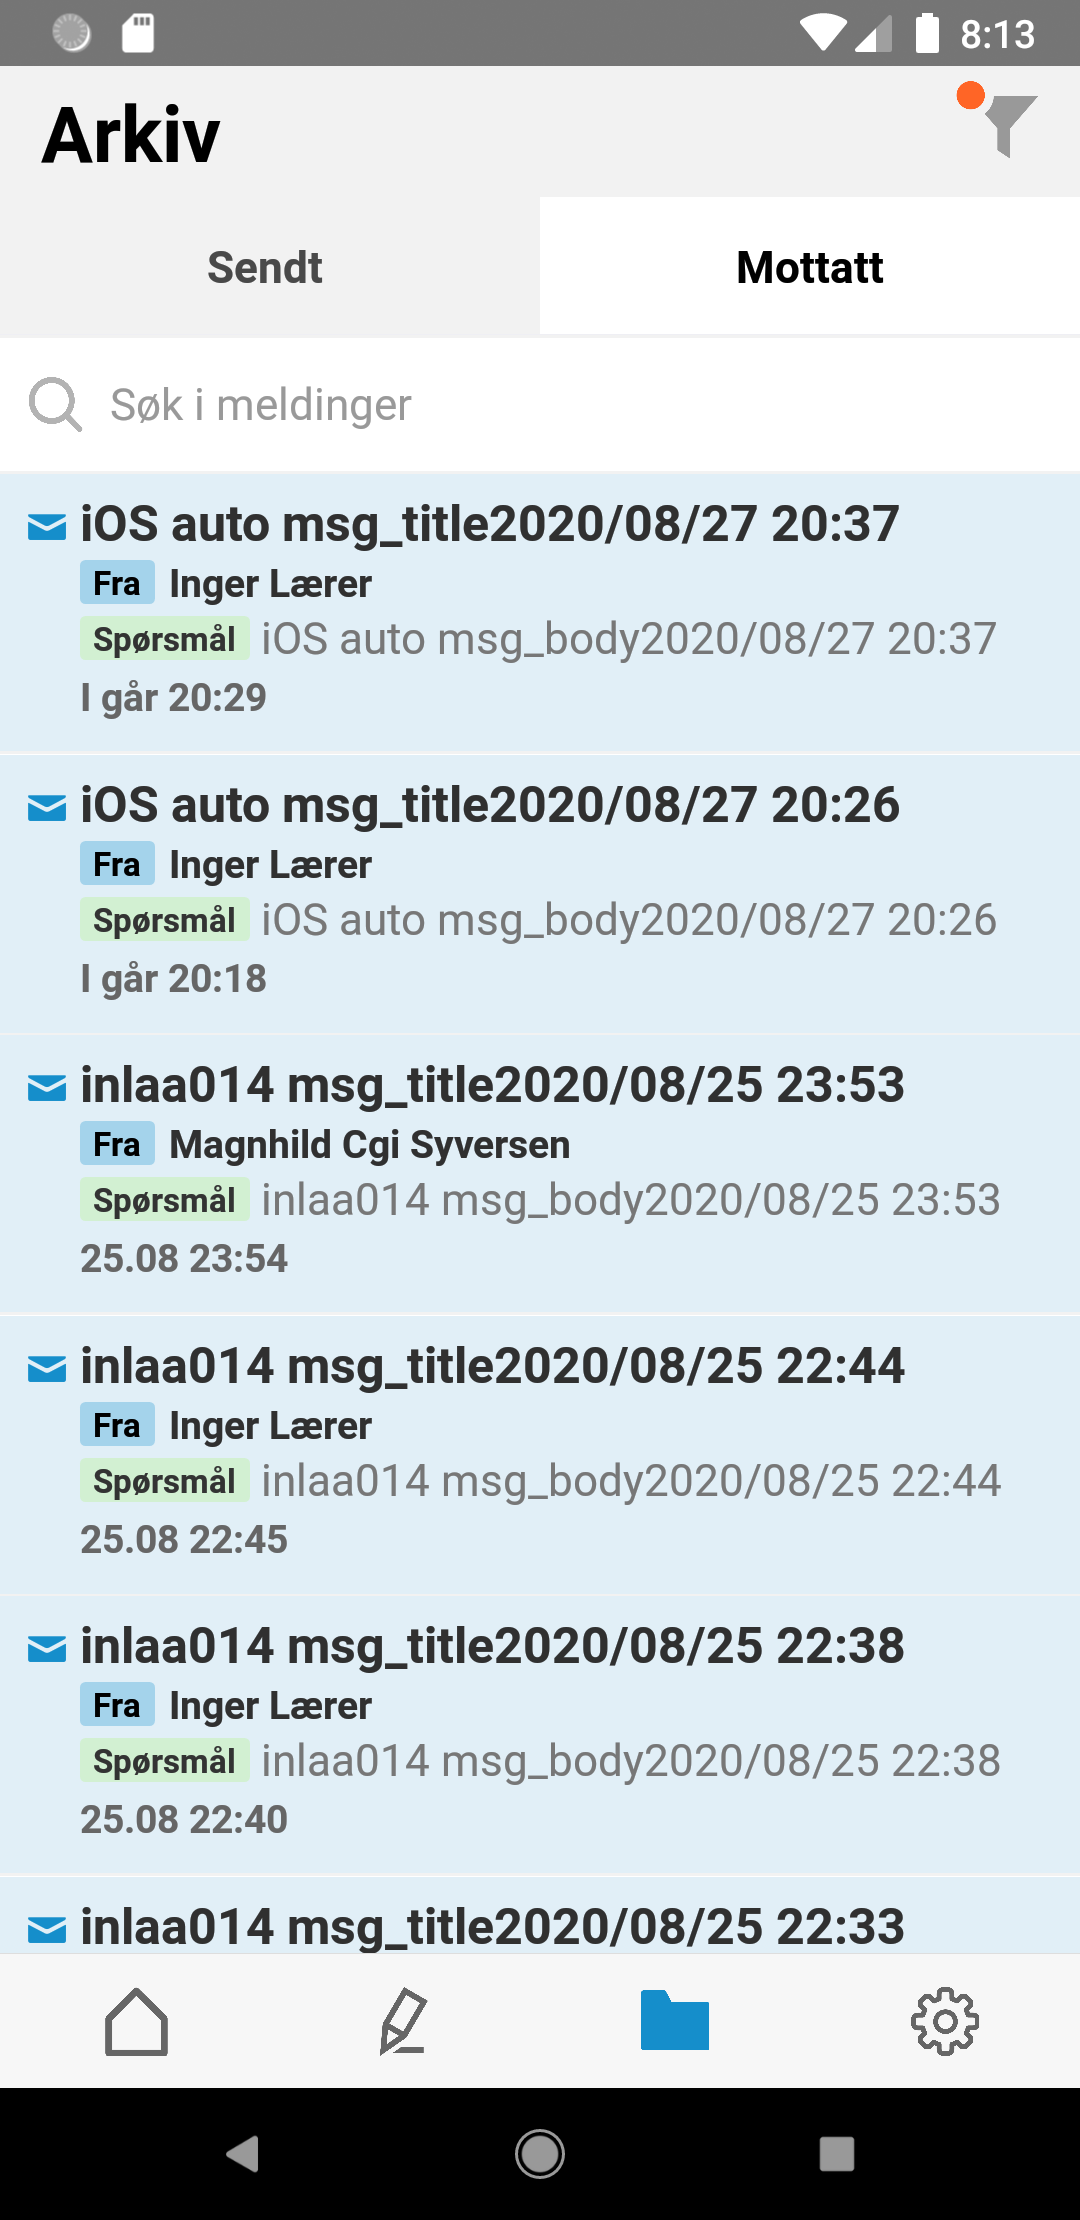 8:13
Arkiv
Sendt
Mottatt
Søk i meldinger
iOS auto msg_title2020/08/27 20:37
Fra Inger Lærer
Spørsmål iOS auto msg_body2020/08/27 20:37
I går 20:29
iOS auto msg_title2020/08/27 20:26
Fra Inger Lærer
Spørsmål iOS auto msg_body2020/08/27 20:26
I går 20:18
inlaa014 msg_title2020/08/25 23:53
Fra Magnhild Cgi Syversen
Spørsmål inlaa014 msg_body2020/08/25 23:53
25.08 23:54
inlaa014 msg_title2020/08/25 22:44
Fra Inger Lærer
Spørsmål inlaa014 msg_body2020/08/25 22:44
25.08 22:45
inlaa014 msg_title2020/08/25 22:38
Fra Inger Lærer
Spørsmål inlaa014 msg_body2020/08/25 22:38
25.08 22:40
inlaa014 msg_title2020/08/25 22:33